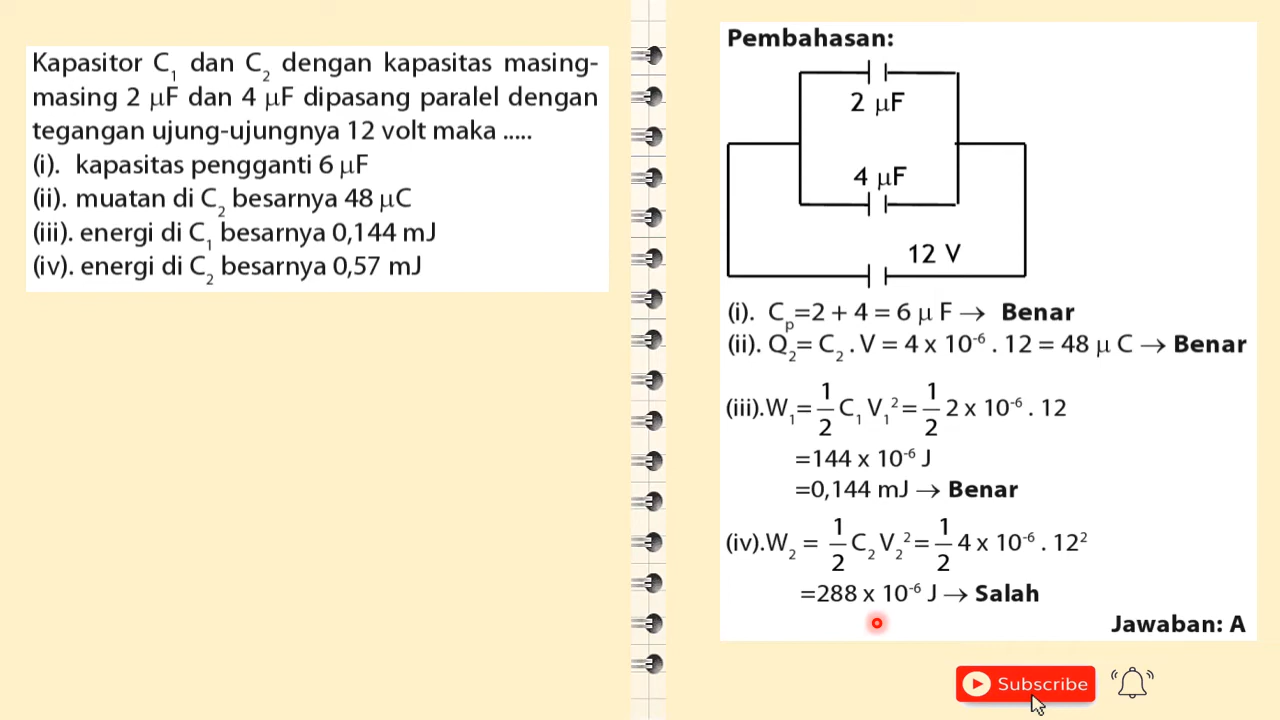 Kapasitor C₁ dan C₂ dengan kapasitas masing-
masing 2 μF dan 4 μF dipasang paralel dengan
tegangan ujung-ujungnya 12 volt maka .....
(i). kapasitas pengganti 6 μF
(ii). muatan di C₂ besarnya 48 μC
(iii). energi di C₁ besarnya 0,144 mJ
(iv). energi di C₂ besarnya 0,57 mJ
Pembahasan:
2 μF
4 μF
12 V
(i). Cₚ=2 + 4 = 6 μ F → Benar
(ii). Q₂= C₂ . V = 4 x 10⁻⁶ . 12 = 48 μ C → Benar
(iii).W₁= 1/2 C₁ V₁²= 1/2 2 x 10⁻⁶ . 12
=144 x 10⁻⁶ J
=0,144 mJ → Benar
(iv).W₂ = 1/2 C₂ V₂²= 1/2 4 x 10⁻⁶ . 12²
=288 x 10⁻⁶ J → Salah
Jawaban: A
Subscribe